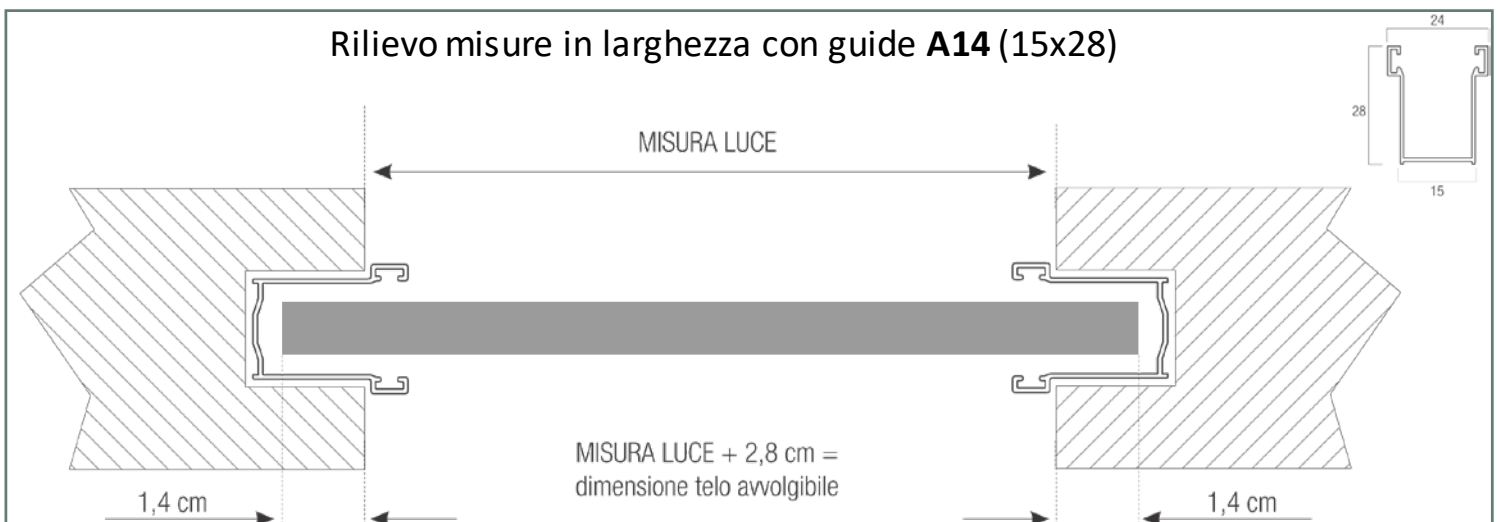 Rilievo misure in larghezza con guide A14 (15x28)
24
28
15
MISURA LUCE
MISURA LUCE + 2,8 cm =
dimensione telo avvolgibile
1,4 cm
1,4 cm